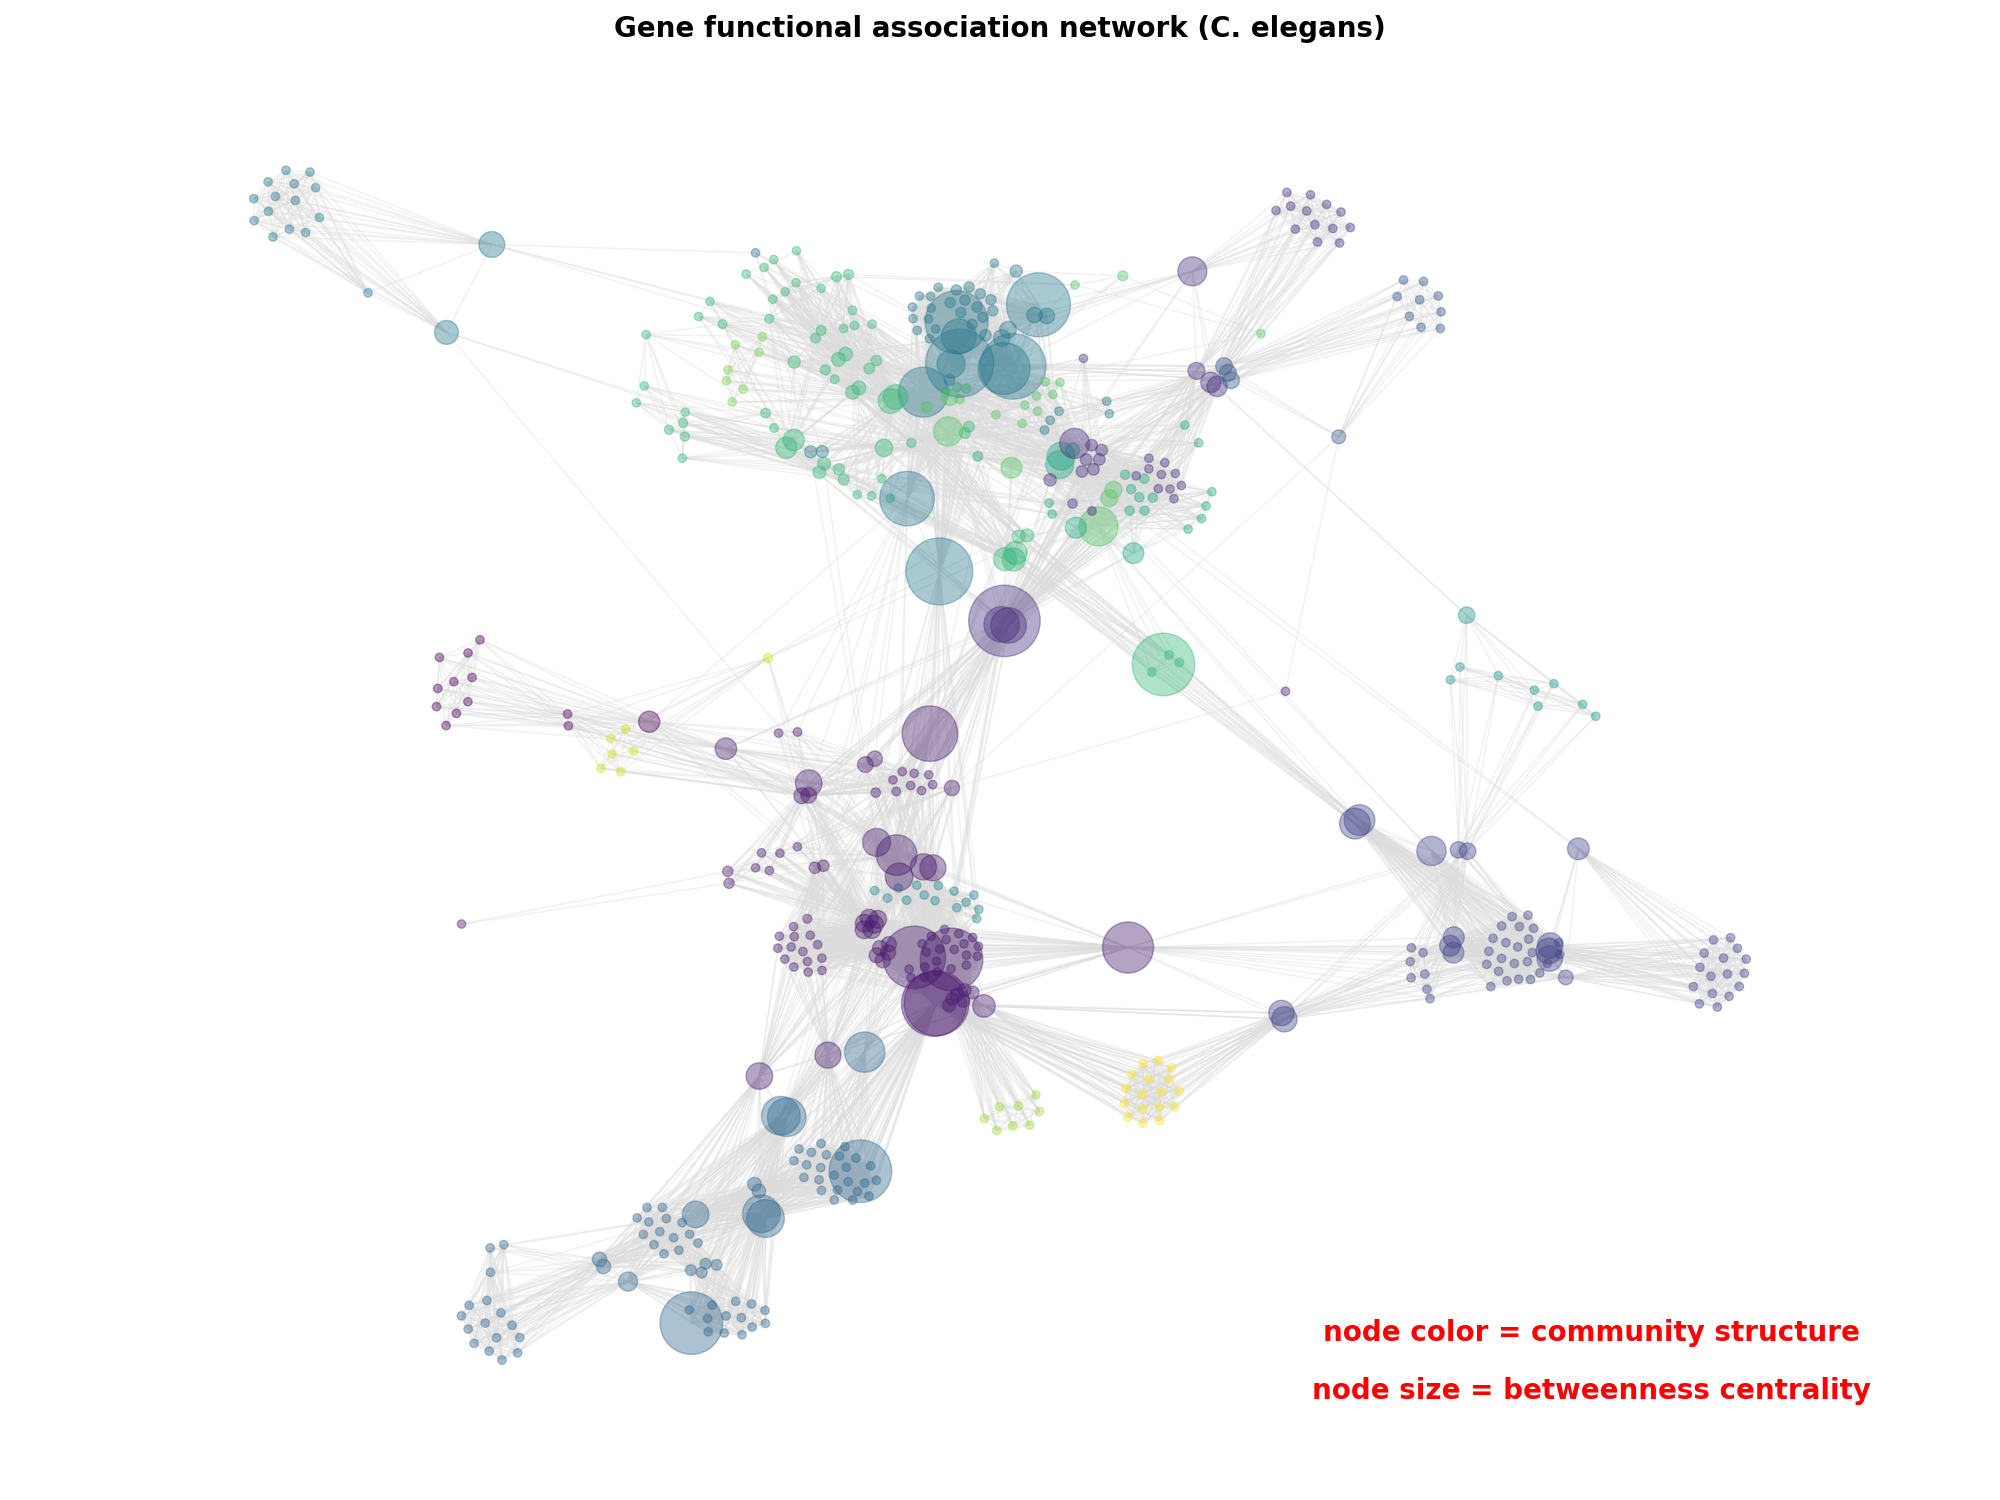 Gene functional association network (C. elegans)
node color = community structure
node size = betweenness centrality